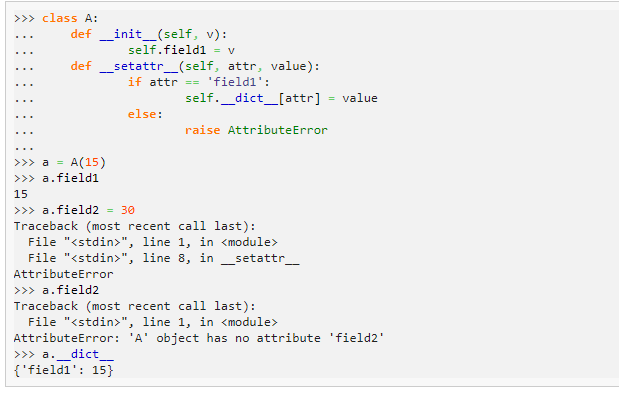 >>> class A:
...     def __init__(self, v):
...             self.field1 = v
...     def __setattr__(self, attr, value):
...             if attr == 'field1':
...                     self.__dict__[attr] = value
...             else:
...                     raise AttributeError
...
>>> a = A(15)
>>> a.field1
15
>>> a.field2 = 30
Traceback (most recent call last):
  File "<stdin>", line 1, in <module>
  File "<stdin>", line 8, in __setattr__
AttributeError
>>> a.field2
Traceback (most recent call last):
  File "<stdin>", line 1, in <module>
AttributeError: 'A' object has no attribute 'field2'
>>> a.__dict__
{'field1': 15}